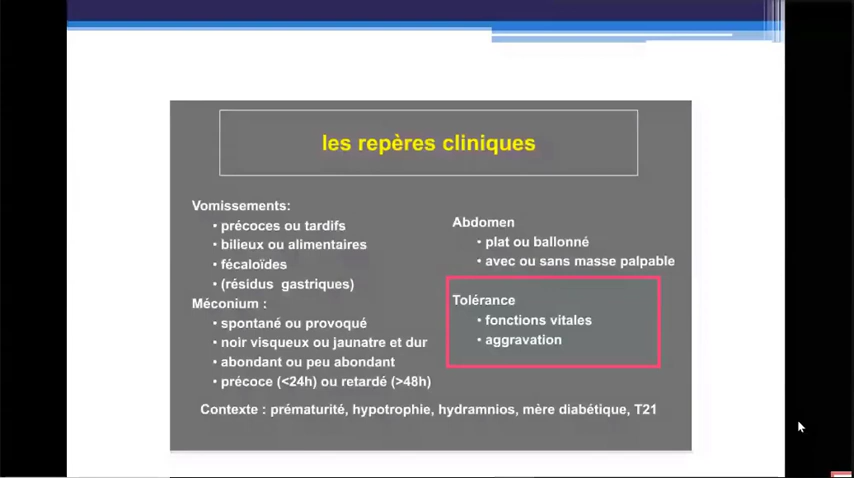 les repères cliniques
Vomissements:
• précoces ou tardifs
• bilieux ou alimentaires
• fécaloïdes
• (résidus gastriques)
Méconium :
• spontané ou provoqué
• noir visqueux ou jaunatre et dur
• abondant ou peu abondant
• précoce (<24h) ou retardé (>48h)
Abdomen
• plat ou ballonné
• avec ou sans masse palpable
Tolérance
• fonctions vitales
• aggravation
Contexte : prématurité, hypotrophie, hydramnios, mère diabétique, T21